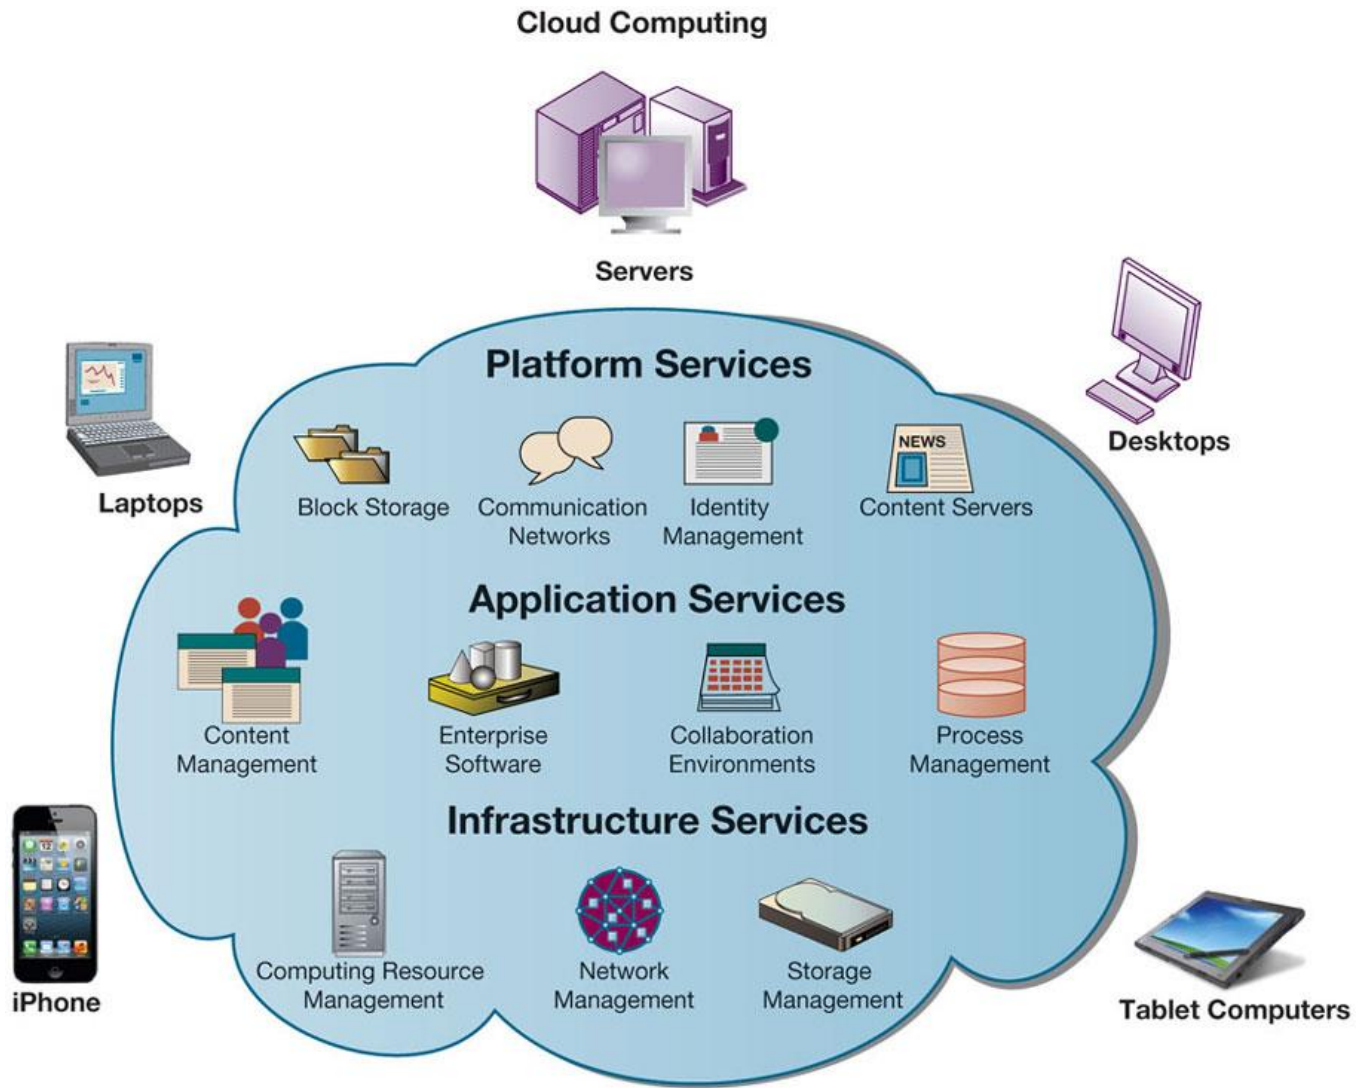 Cloud Computing
Servers
Platform Services
Laptops
Desktops
Block Storage
Communication
Networks
Identity
Management
NEWS
Content Servers
Application Services
Content
Management
Enterprise
Software
Collaboration
Environments
Process
Management
Infrastructure Services
iPhone
Computing Resource
Management
Network
Management
Storage
Management
Tablet Computers